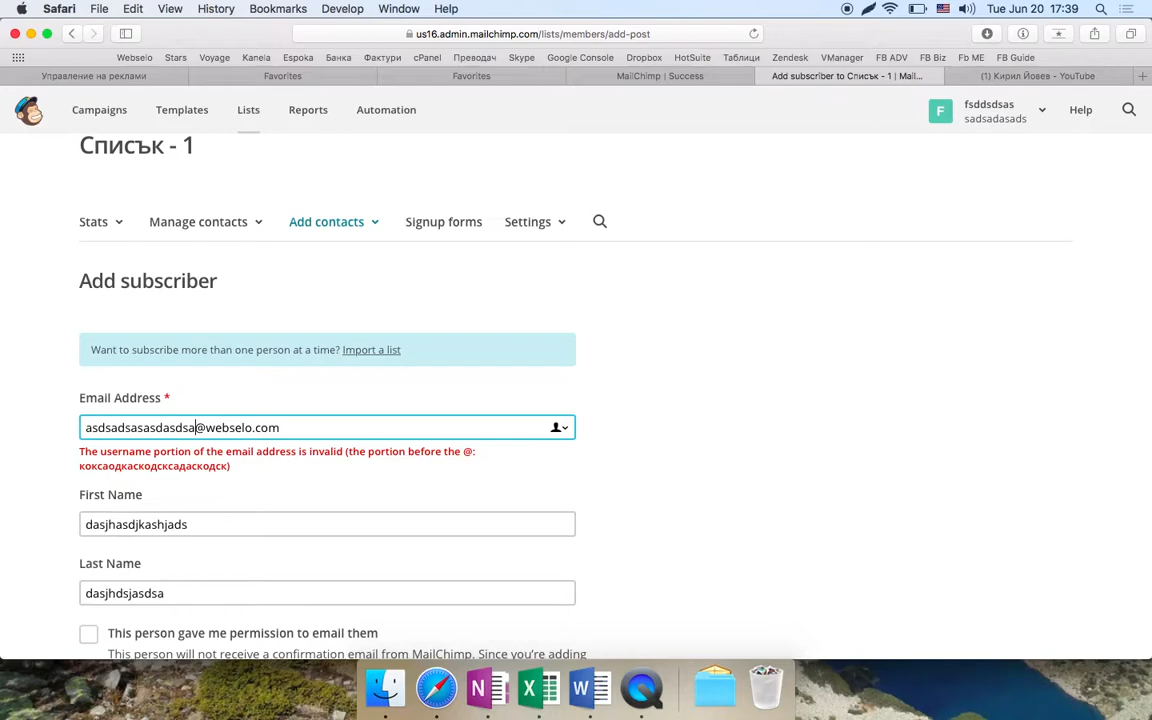 Safari File Edit View History Bookmarks Develop Window Help Tue Jun 20 17:39
us16.admin.mailchimp.com/lists/members/add-post
Webselo Stars Voyage Kanela Espoka Банка Фактури cPanel Преводач Skype Google Console Dropbox HotSuite Таблици Zendesk VManager FB ADV FB Biz Fb ME FB Guide
Управление на реклами Favorites Favorites MailChimp | Success Add subscriber to Списък - 1 | Mail... (1) Кирил Йовев - YouTube
Campaigns Templates Lists Reports Automation F fsddsdsas Help
sadsadasads
Списък - 1
Stats Manage contacts Add contacts Signup forms Settings
Add subscriber
Want to subscribe more than one person at a time? Import a list
Email Address *
asdsadsasasdasdsa@webselo.com
The username portion of the email address is invalid (the portion before the @:
коксаодкаскодсксадаскодск)
First Name
dasjhasdjkashjads
Last Name
dasjhdsjasdsa
This person gave me permission to email them
This person will not receive a confirmation email from MailChimp. Since you're adding
N X W